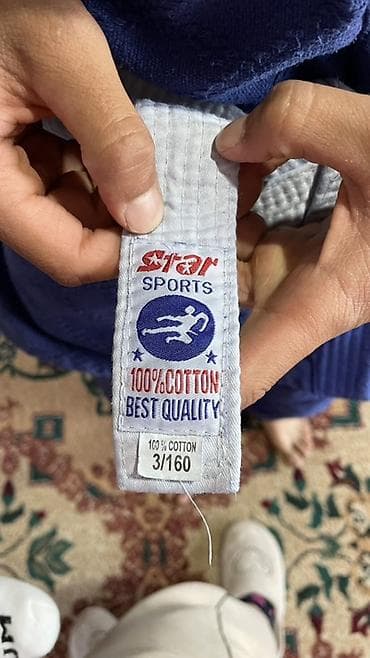 Star
SPORTS
100%COTTON
BEST QUALITY
100 % COTTON
3/160